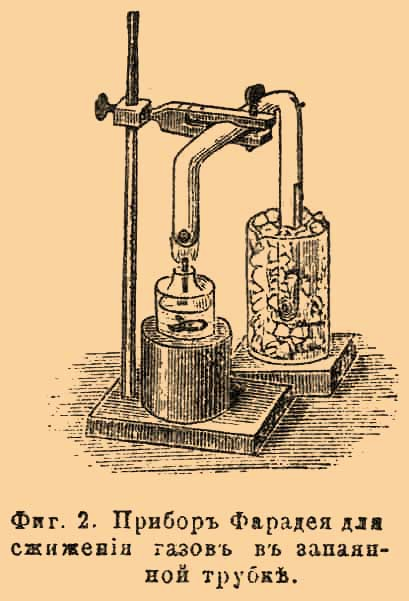 Фиг. 2. Приборъ Фарадея для
сжиженія газовъ въ запаян-
ной трубкѣ.